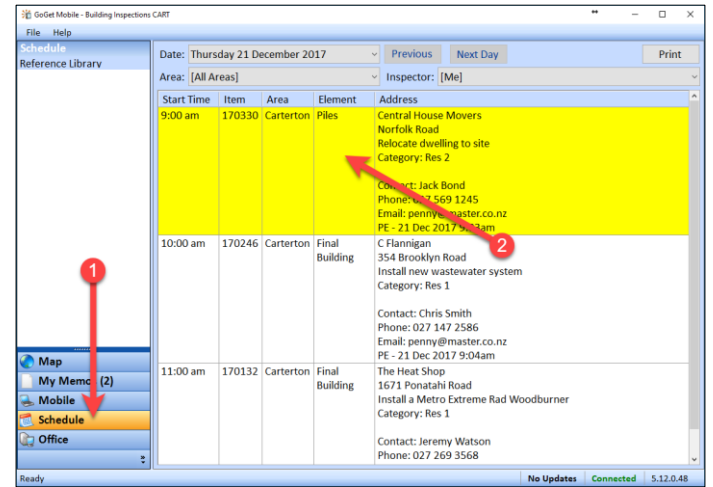 GoGet Mobile - Building Inspections CART
File Help
Schedule
Reference Library
Date: Thursday 21 December 2017 Previous Next Day Print
Area: [All Areas] Inspector: [Me]
Start Time Item Area Element Address
9:00 am 170330 Carterton Piles Central House Movers
Norfolk Road
Relocate dwelling to site
Category: Res 2
Contact: Jack Bond
Phone: 027 569 1245
Email: penny@master.co.nz
PE - 21 Dec 2017 9:03am
2
10:00 am 170246 Carterton Final Building C Flannigan
354 Brooklyn Road
Install new wastewater system
Category: Res 1
Contact: Chris Smith
Phone: 027 147 2586
Email: penny@master.co.nz
PE - 21 Dec 2017 9:04am
11:00 am 170132 Carterton Final Building The Heat Shop
1671 Ponatahi Road
Install a Metro Extreme Rad Woodburner
Category: Res 1
Contact: Jeremy Watson
Phone: 027 269 3568
1
Map
My Memos (2)
Mobile
Schedule
Office
Ready No Updates Connected 5.12.0.48